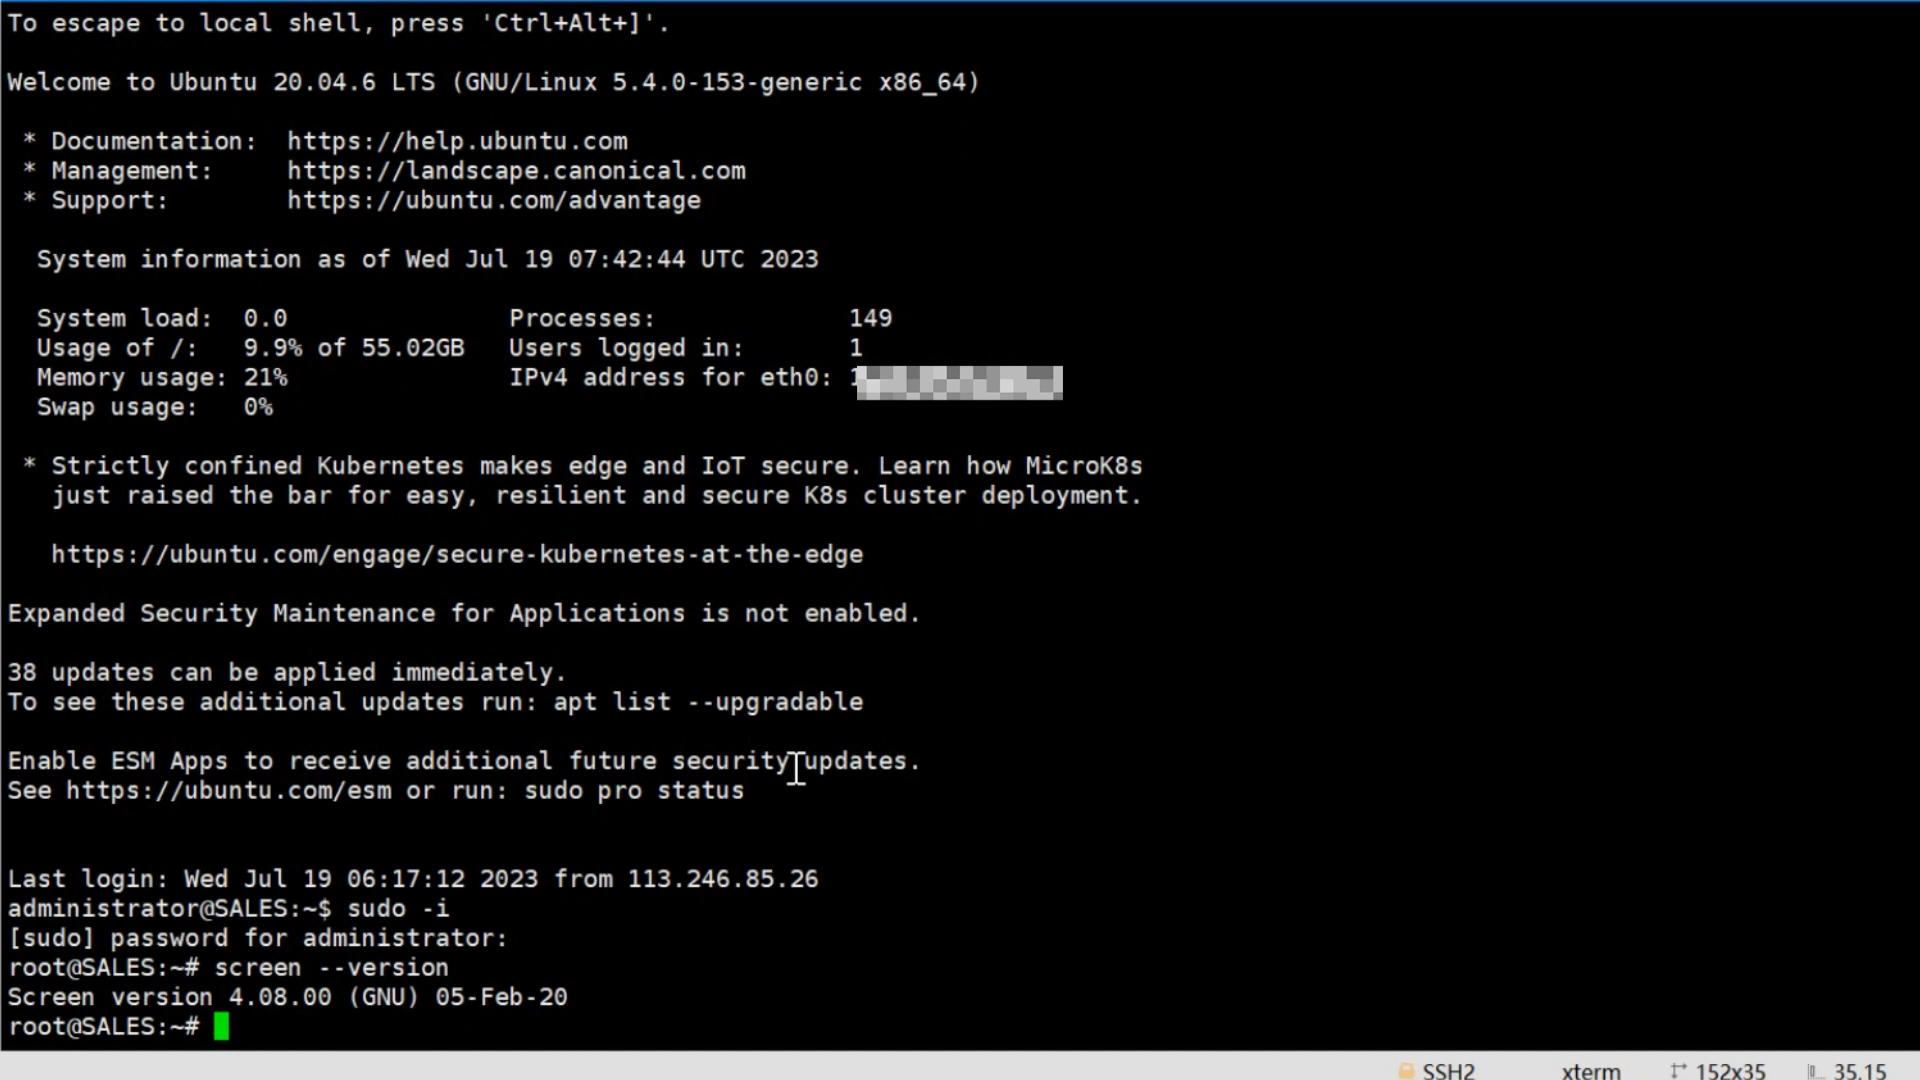 To escape to local shell, press 'Ctrl+Alt+]'.
Welcome to Ubuntu 20.04.6 LTS (GNU/Linux 5.4.0-153-generic x86_64)
* Documentation: https://help.ubuntu.com
* Management: https://landscape.canonical.com
* Support: https://ubuntu.com/advantage
System information as of Wed Jul 19 07:42:44 UTC 2023
System load: 0.0 Processes: 149
Usage of /: 9.9% of 55.02GB Users logged in: 1
Memory usage: 21% IPv4 address for eth0:
Swap usage: 0%
* Strictly confined Kubernetes makes edge and IoT secure. Learn how MicroK8s
just raised the bar for easy, resilient and secure K8s cluster deployment.
https://ubuntu.com/engage/secure-kubernetes-at-the-edge
Expanded Security Maintenance for Applications is not enabled.
38 updates can be applied immediately.
To see these additional updates run: apt list --upgradable
Enable ESM Apps to receive additional future security updates.
See https://ubuntu.com/esm or run: sudo pro status
Last login: Wed Jul 19 06:17:12 2023 from 113.246.85.26
administrator@SALES:~$ sudo -i
[sudo] password for administrator:
root@SALES:~# screen --version
Screen version 4.08.00 (GNU) 05-Feb-20
root@SALES:~#
SSH2 xterm 152x35 35,15